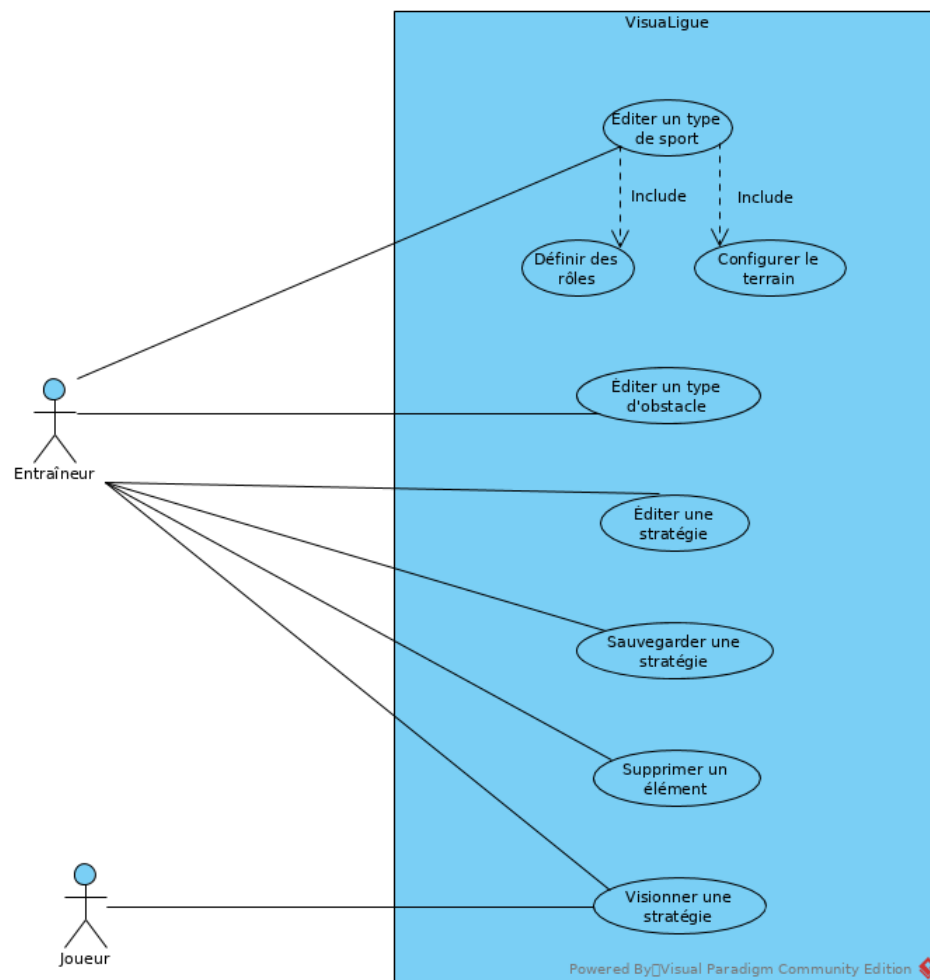 VisuaLigue
Éditer un type
de sport
Include
Include
Définir des
rôles
Configurer le
terrain
Éditer un type
d'obstacle
Entraîneur
Éditer une
stratégie
Sauvegarder une
stratégie
Supprimer un
élément
Visionner une
stratégie
Joueur
Powered By Visual Paradigm Community Edition